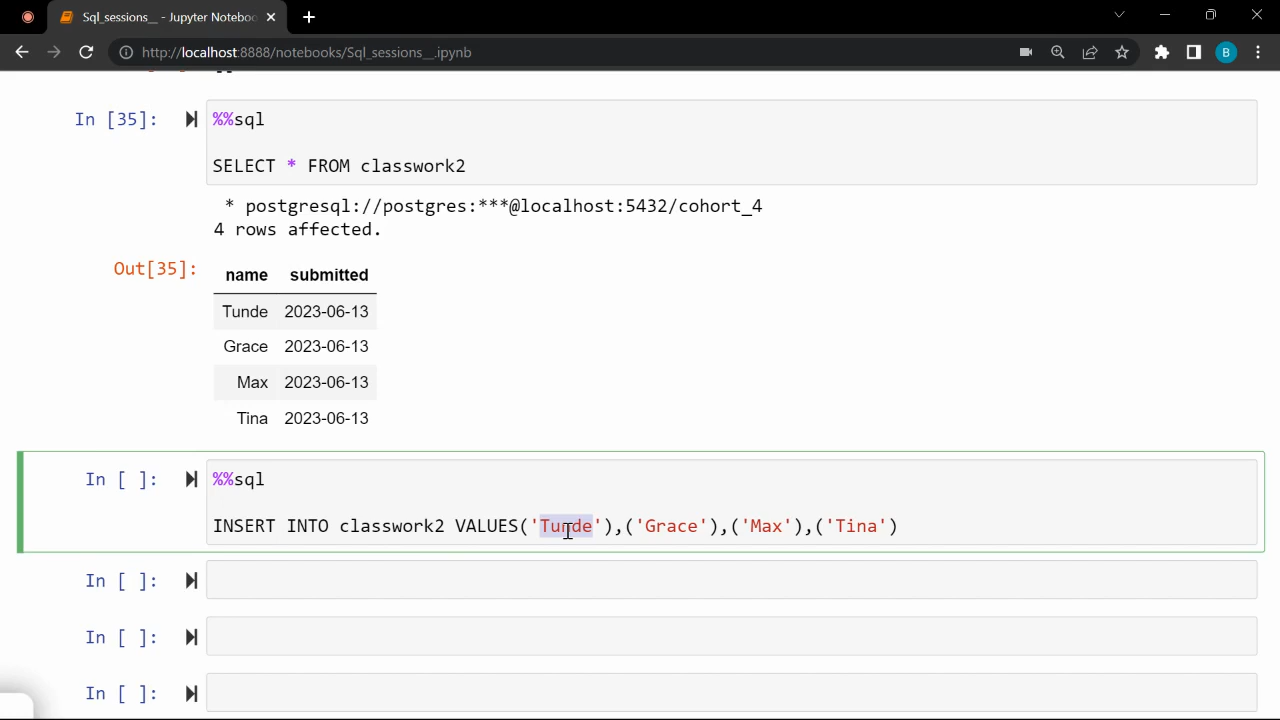 Sql_sessions__ - Jupyter Noteboo
http://localhost:8888/notebooks/Sql_sessions__.ipynb
B
In [35]:
%%sql
SELECT * FROM classwork2
* postgresql://postgres:***@localhost:5432/cohort_4
4 rows affected.
Out[35]:
name submitted
Tunde 2023-06-13
Grace 2023-06-13
Max 2023-06-13
Tina 2023-06-13
In [ ]:
%%sql
INSERT INTO classwork2 VALUES('Tunde'),('Grace'),('Max'),('Tina')
In [ ]:
In [ ]:
In [ ]: